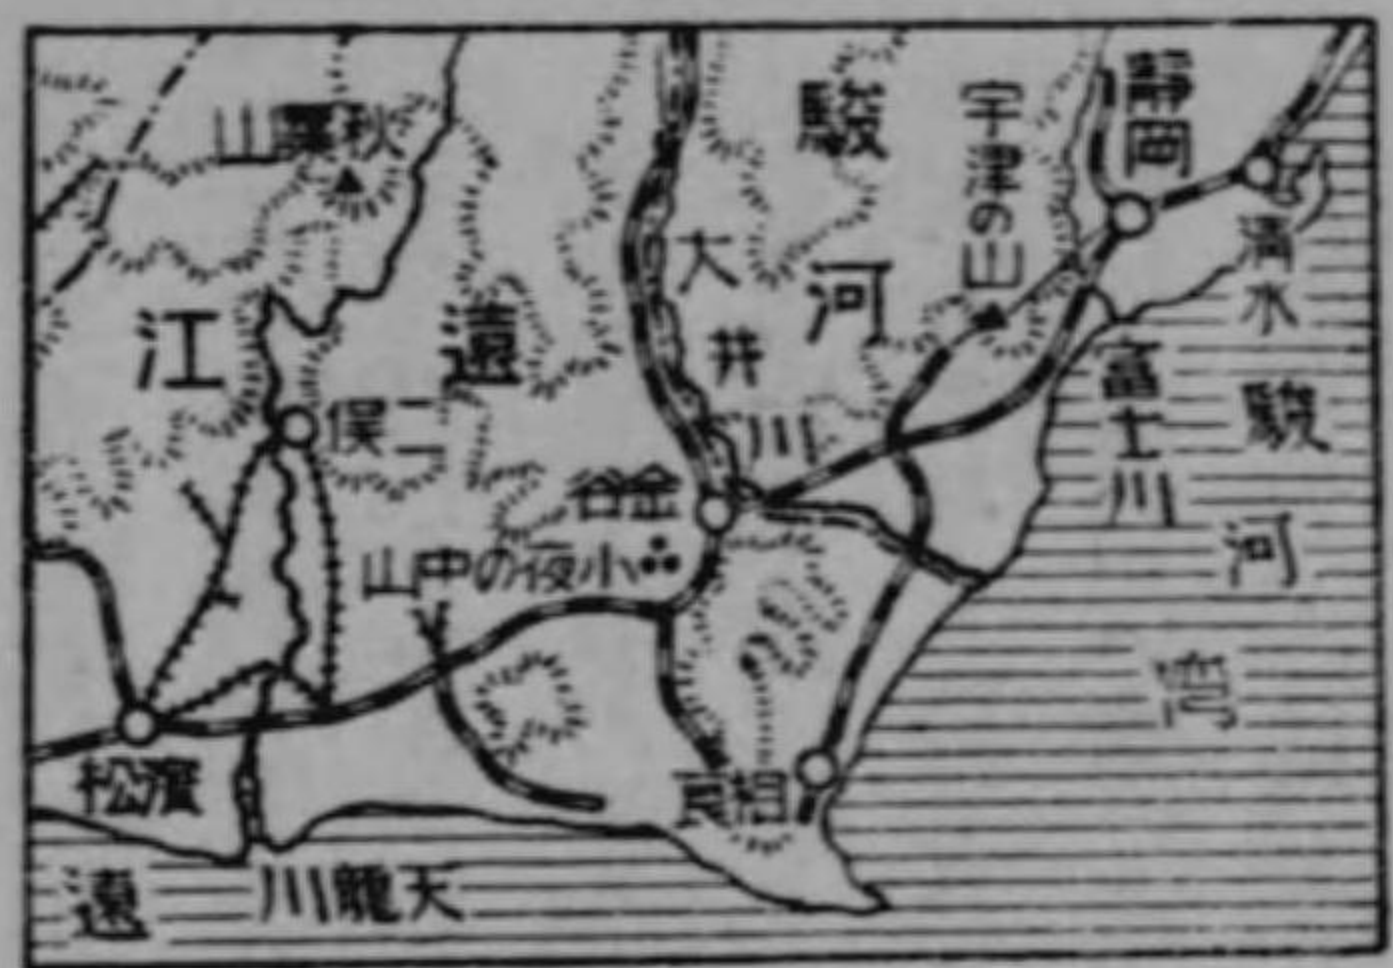 靜岡
清水
宇津の山
駿河
大井川
秋葉山
遠江
二俣
金谷
小夜の中山
富士川
駿河湾
濱松
相良
天龍川
遠